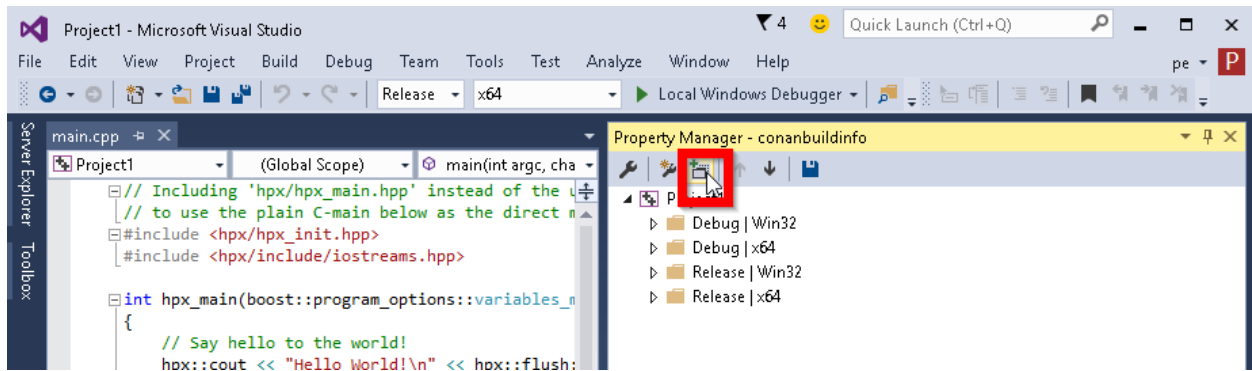 Project1 - Microsoft Visual Studio
4
Quick Launch (Ctrl+Q)
File Edit View Project Build Debug Team Tools Test Analyze Window Help
pe P
Release x64 Local Windows Debugger
Server Explorer
Toolbox
main.cpp
Project1 (Global Scope) main(int argc, cha
// Including 'hpx/hpx_main.hpp' instead of the u
// to use the plain C-main below as the direct m
#include <hpx/hpx_init.hpp>
#include <hpx/include/iostreams.hpp>
int hpx_main(boost::program_options::variables_m
{
// Say hello to the world!
hpx::cout << "Hello World!\n" << hpx::flush;
Property Manager - conanbuildinfo
Debug | Win32
Debug | x64
Release | Win32
Release | x64